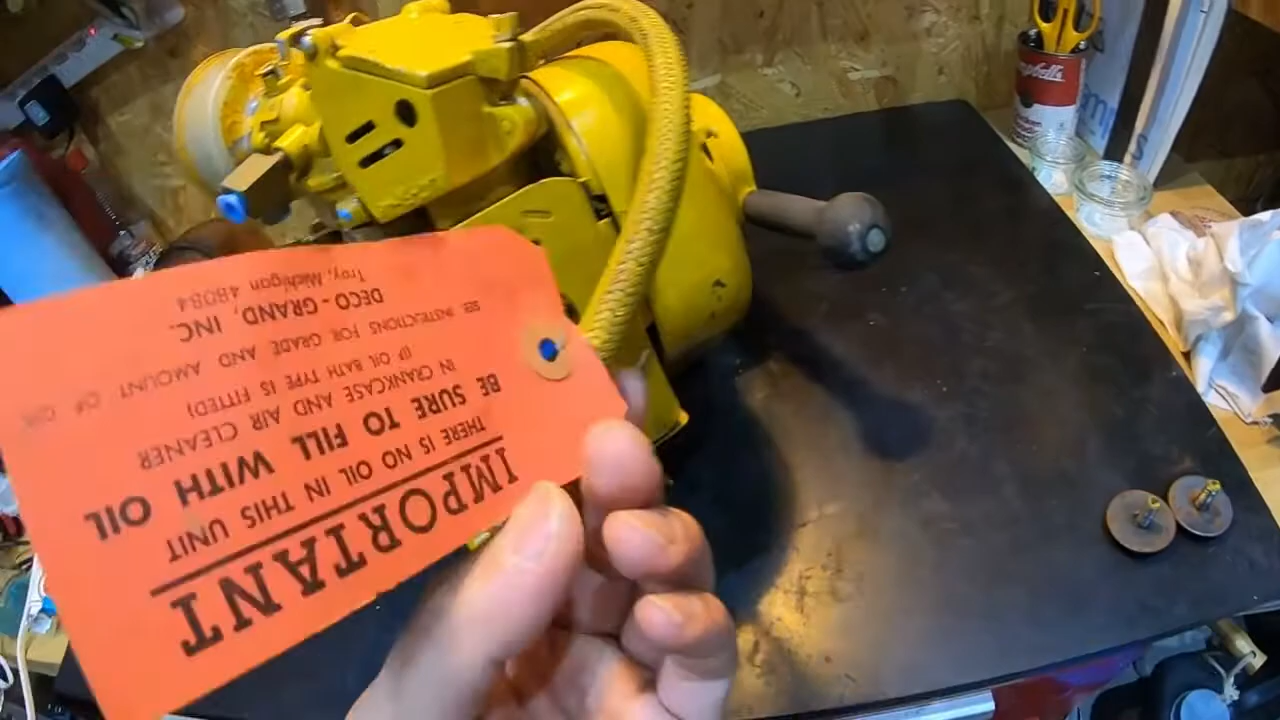 IMPORTANT
THERE IS NO OIL IN THIS UNIT
BE SURE TO FILL WITH OIL
IN CRANKCASE AND AIR CLEANER
(IF OIL BATH TYPE IS FITTED)
SEE INSTRUCTIONS FOR GRADE AND AMOUNT OF OIL
DECO - GRAND, INC.
Troy, Michigan 48084
Campbell's